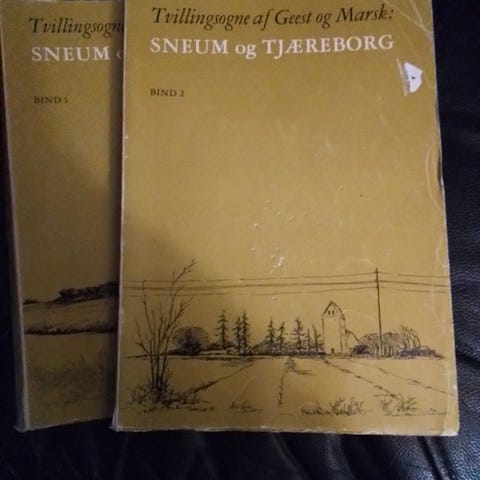 Tvillingsogne
SNEUM
BIND 1
Tvillingsogne af Geest og Marsk:
SNEUM og TJÆREBORG
BIND 2